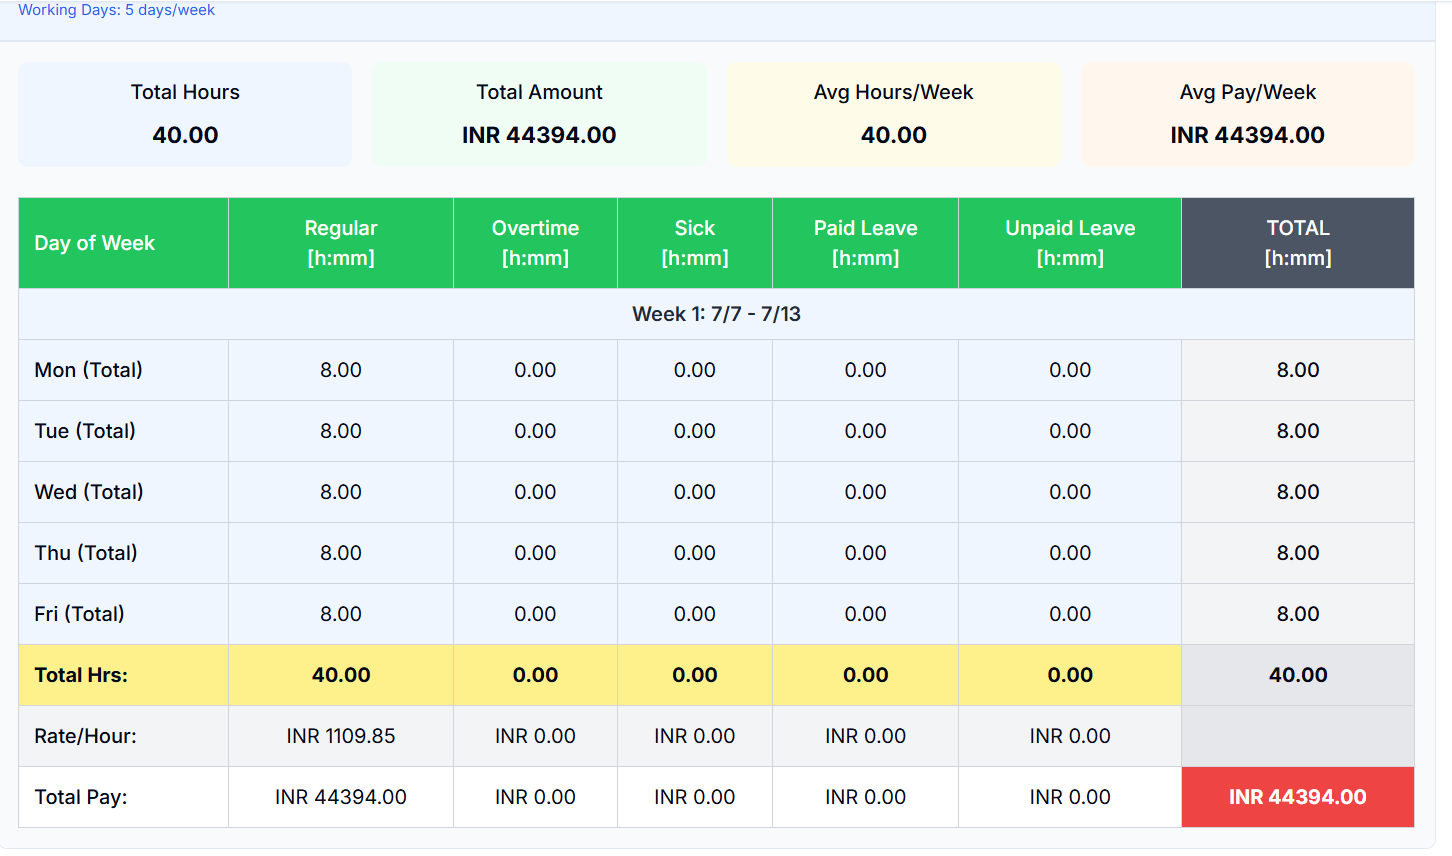 Working Days: 5 days/week
Total Hours
40.00
Total Amount
INR 44394.00
Avg Hours/Week
40.00
Avg Pay/Week
INR 44394.00
Day of Week Regular [h:mm] Overtime [h:mm] Sick [h:mm] Paid Leave [h:mm] Unpaid Leave [h:mm] TOTAL [h:mm]
Week 1: 7/7 - 7/13
Mon (Total) 8.00 0.00 0.00 0.00 0.00 8.00
Tue (Total) 8.00 0.00 0.00 0.00 0.00 8.00
Wed (Total) 8.00 0.00 0.00 0.00 0.00 8.00
Thu (Total) 8.00 0.00 0.00 0.00 0.00 8.00
Fri (Total) 8.00 0.00 0.00 0.00 0.00 8.00
Total Hrs: 40.00 0.00 0.00 0.00 0.00 40.00
Rate/Hour: INR 1109.85 INR 0.00 INR 0.00 INR 0.00 INR 0.00
Total Pay: INR 44394.00 INR 0.00 INR 0.00 INR 0.00 INR 0.00 INR 44394.00